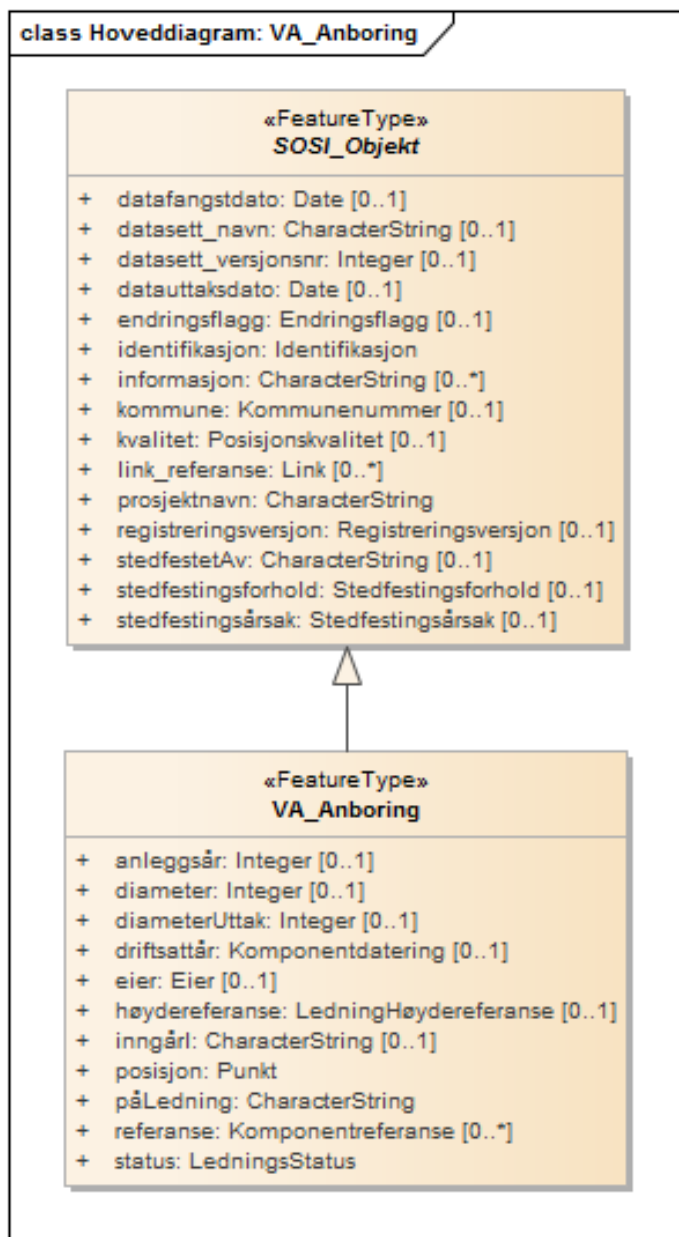 class Hoveddiagram: VA_Anboring
«FeatureType»
SOSI_Objekt
+ datafangstdato: Date [0..1]
+ datasett_navn: CharacterString [0..1]
+ datasett_versjonsnr: Integer [0..1]
+ datauttaksdato: Date [0..1]
+ endringsflagg: Endringsflagg [0..1]
+ identifikasjon: Identifikasjon
+ informasjon: CharacterString [0..*]
+ kommune: Kommunenummer [0..1]
+ kvalitet: Posisjonskvalitet [0..1]
+ link_referanse: Link [0..*]
+ prosjektnavn: CharacterString
+ registreringsversjon: Registreringsversjon [0..1]
+ stedfestetAv: CharacterString [0..1]
+ stedfestingsforhold: Stedfestingsforhold [0..1]
+ stedfestingsårsak: Stedfestingsårsak [0..1]
«FeatureType»
VA_Anboring
+ anleggsår: Integer [0..1]
+ diameter: Integer [0..1]
+ diameterUttak: Integer [0..1]
+ driftsattår: Komponentdatering [0..1]
+ eier: Eier [0..1]
+ høydereferanse: LedningHøydereferanse [0..1]
+ inngårI: CharacterString [0..1]
+ posisjon: Punkt
+ påLedning: CharacterString
+ referanse: Komponentreferanse [0..*]
+ status: LedningsStatus